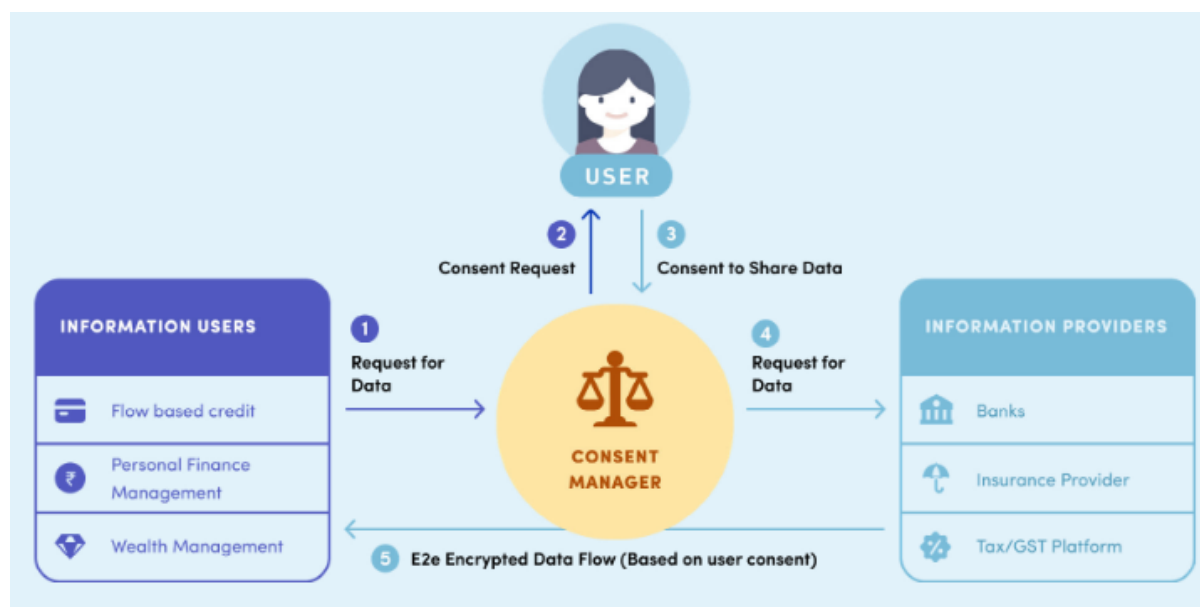 USER
2
3
Consent Request
Consent to Share Data
INFORMATION USERS
Flow based credit
₹
Personal Finance
Management
Wealth Management
1
Request for
Data
CONSENT
MANAGER
4
Request for
Data
INFORMATION PROVIDERS
Banks
Insurance Provider
%
Tax/GST Platform
5
E2e Encrypted Data Flow (Based on user consent)